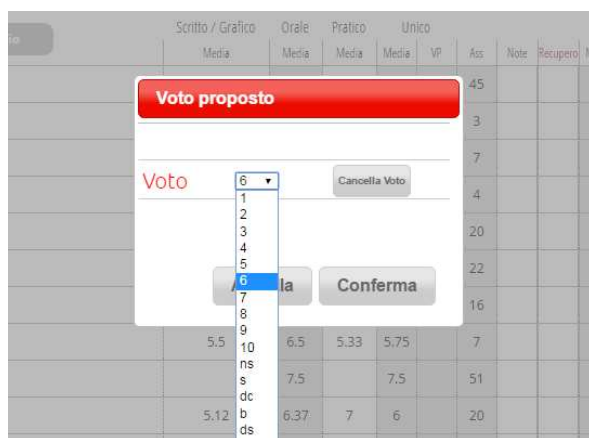 Scritto / Grafico Orale Pratico Unico
Media Media Media Media VP Ass Note Recupero
45
Voto proposto
3
7
Voto 6 Cancella Voto
1
4
2
3
20
4
5
22
6
Conferma
7
16
8
9
5.5 6.5 5.33 5.75 7
10
ns
s 7.5 7.5 51
dc
5.12 b 6.37 7 6 20
ds